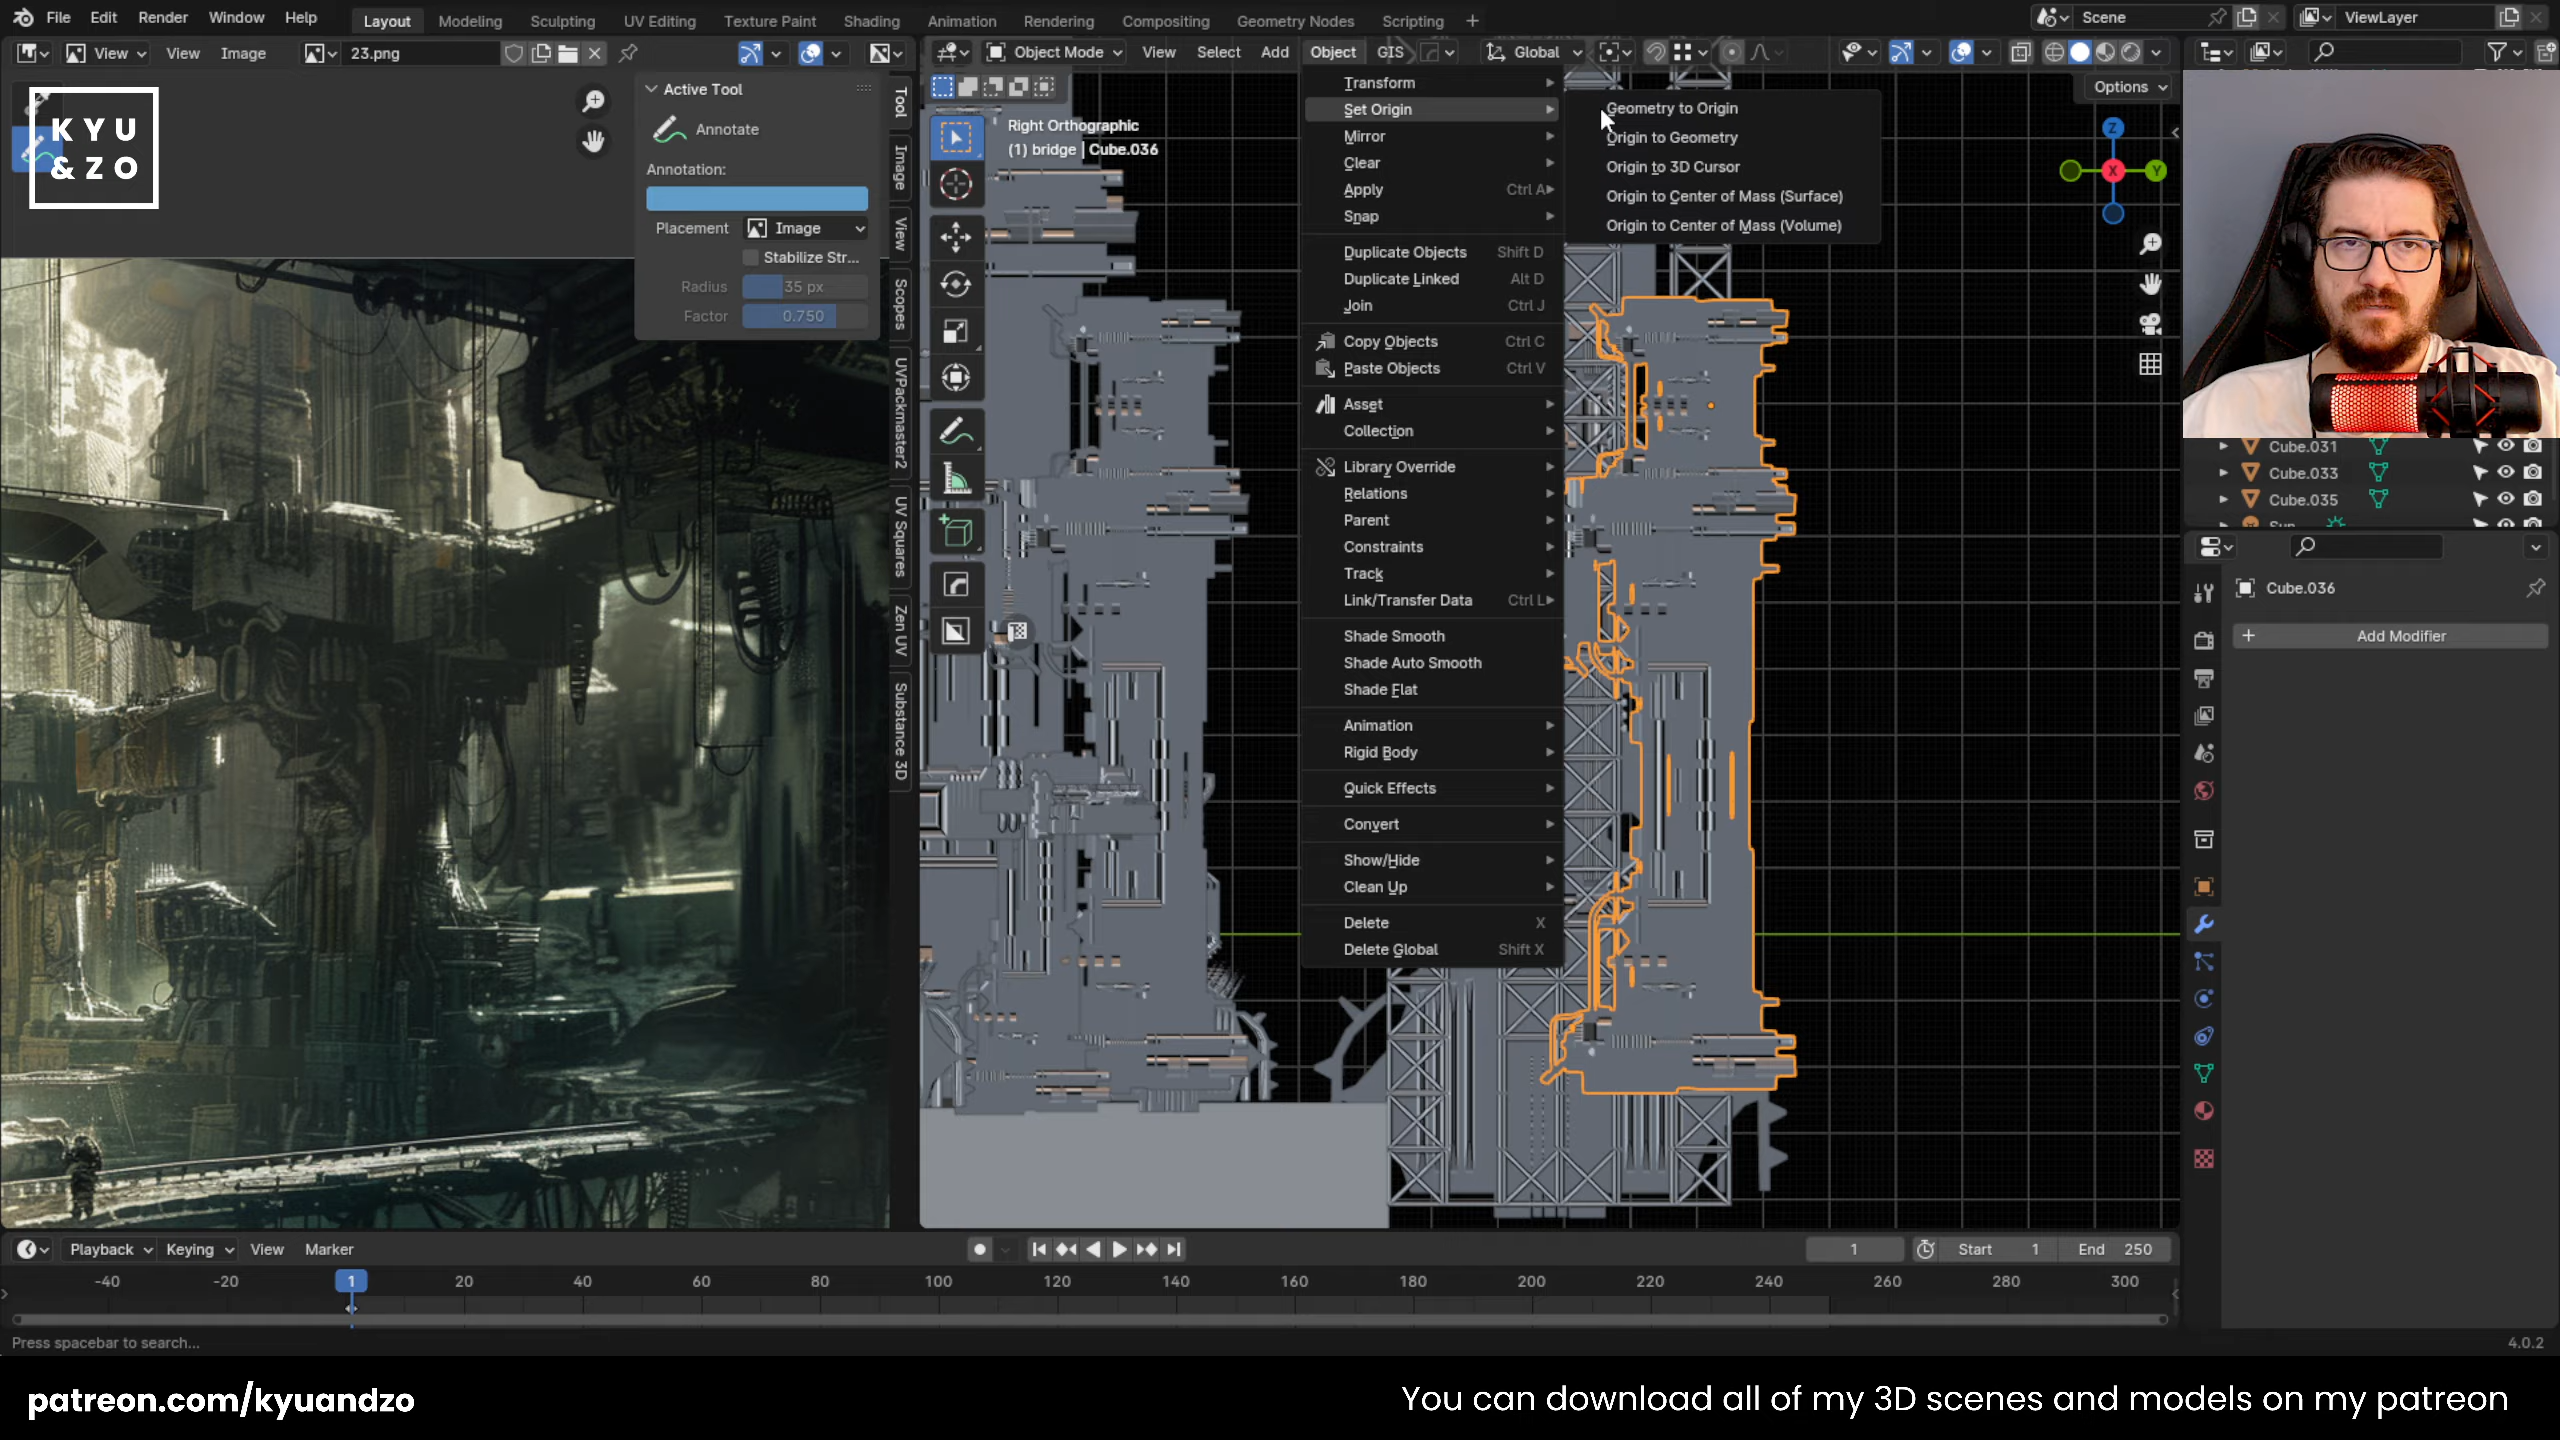 File Edit Render Window Help Layout Modeling Sculpting UV Editing Texture Paint Shading Animation Rendering Compositing Geometry Nodes Scripting + Scene ViewLayer
View View Image 23.png Object Mode View Select Add Object GIS Global
Options
KYU
&ZO
Active Tool
Annotate
Annotation:
Placement Image
Stabilize Str...
Radius 35 px
Factor 0.750
Tool
Image
View
Scopes
UVPackmaster2
UV Squares
Zen UV
Substance 3D
Right Orthographic
(1) bridge | Cube.036
Transform
Set Origin
Mirror
Clear
Apply Ctrl A
Snap
Duplicate Objects Shift D
Duplicate Linked Alt D
Join Ctrl J
Copy Objects Ctrl C
Paste Objects Ctrl V
Asset
Collection
Library Override
Relations
Parent
Constraints
Track
Link/Transfer Data Ctrl L
Shade Smooth
Shade Auto Smooth
Shade Flat
Animation
Rigid Body
Quick Effects
Convert
Show/Hide
Clean Up
Delete X
Delete Global Shift X
Geometry to Origin
Origin to Geometry
Origin to 3D Cursor
Origin to Center of Mass (Surface)
Origin to Center of Mass (Volume)
Z
X
Y
Cube.031
Cube.033
Cube.035
Sun
Cube.036
+ Add Modifier
Playback Keying View Marker 1 Start 1 End 250
-40 -20 1 20 40 60 80 100 120 140 160 180 200 220 240 260 280 300
Press spacebar to search... 4.0.2
patreon.com/kyuandzo You can download all of my 3D scenes and models on my patreon